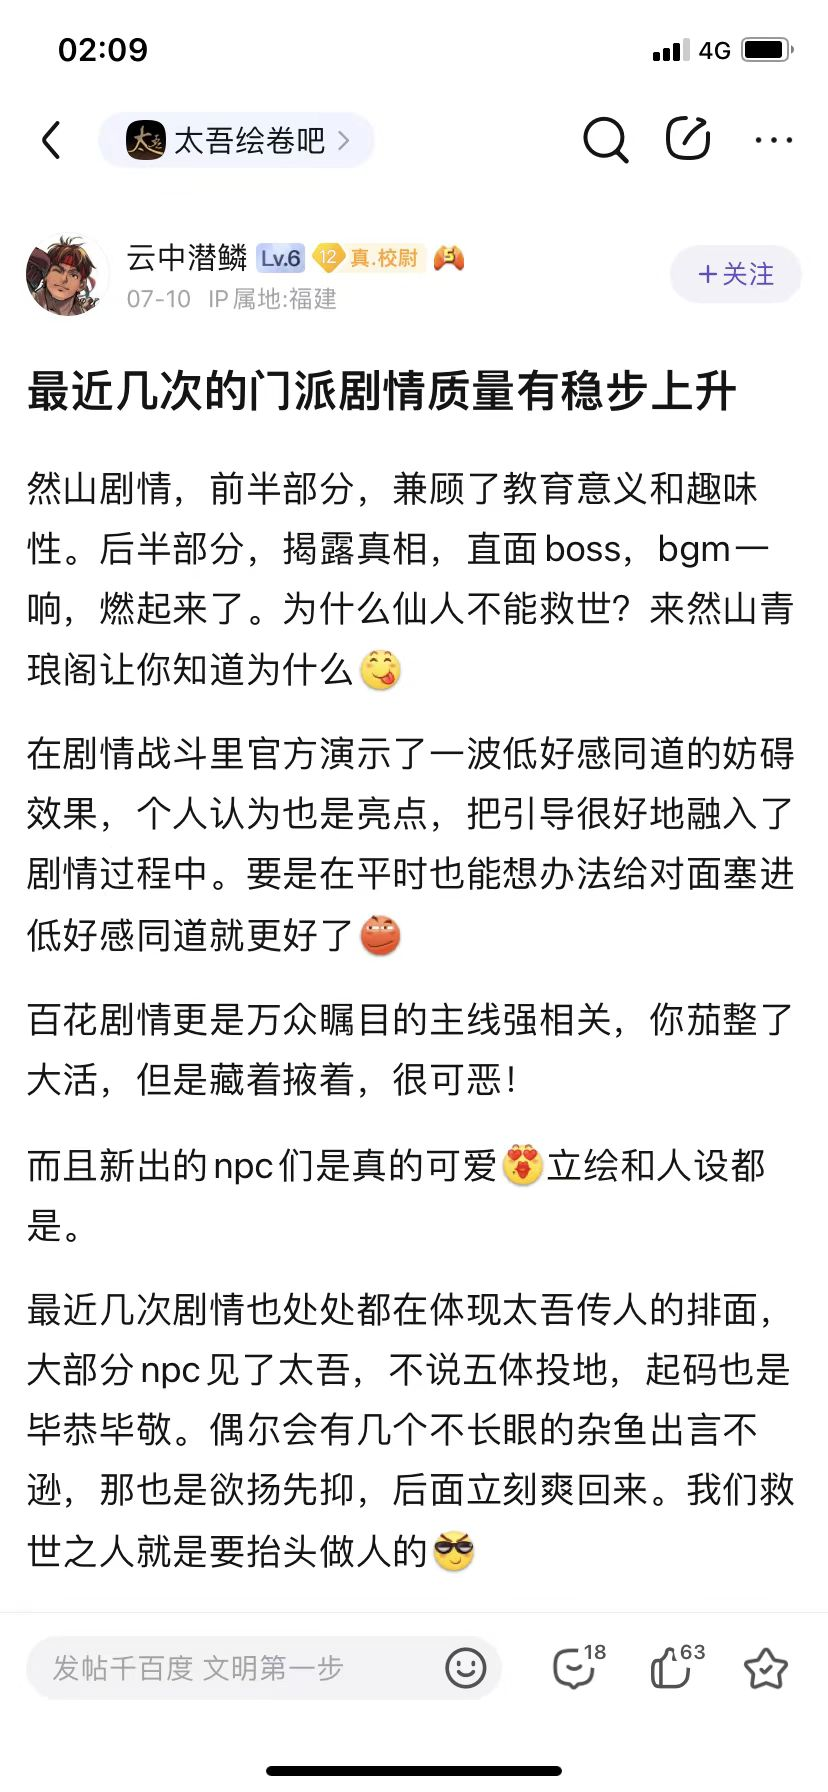 02:09
4G
太吾绘卷吧
云中潜鳞 Lv.6 12 真.校尉 5
07-10 IP属地:福建
+关注
最近几次的门派剧情质量有稳步上升
然山剧情，前半部分，兼顾了教育意义和趣味
性。后半部分，揭露真相，直面boss，bgm一
响，燃起来了。为什么仙人不能救世？来然山青
琅阁让你知道为什么
在剧情战斗里官方演示了一波低好感同道的妨碍
效果，个人认为也是亮点，把引导很好地融入了
剧情过程中。要是在平时也能想办法给对面塞进
低好感同道就更好了
百花剧情更是万众瞩目的主线强相关，你茄整了
大活，但是藏着掖着，很可恶！
而且新出的npc们是真的可爱立绘和人设都
是。
最近几次剧情也处处都在体现太吾传人的排面，
大部分npc见了太吾，不说五体投地，起码也是
毕恭毕敬。偶尔会有几个不长眼的杂鱼出言不
逊，那也是欲扬先抑，后面立刻爽回来。我们救
世之人就是要抬头做人的
发帖千百度 文明第一步
18
63